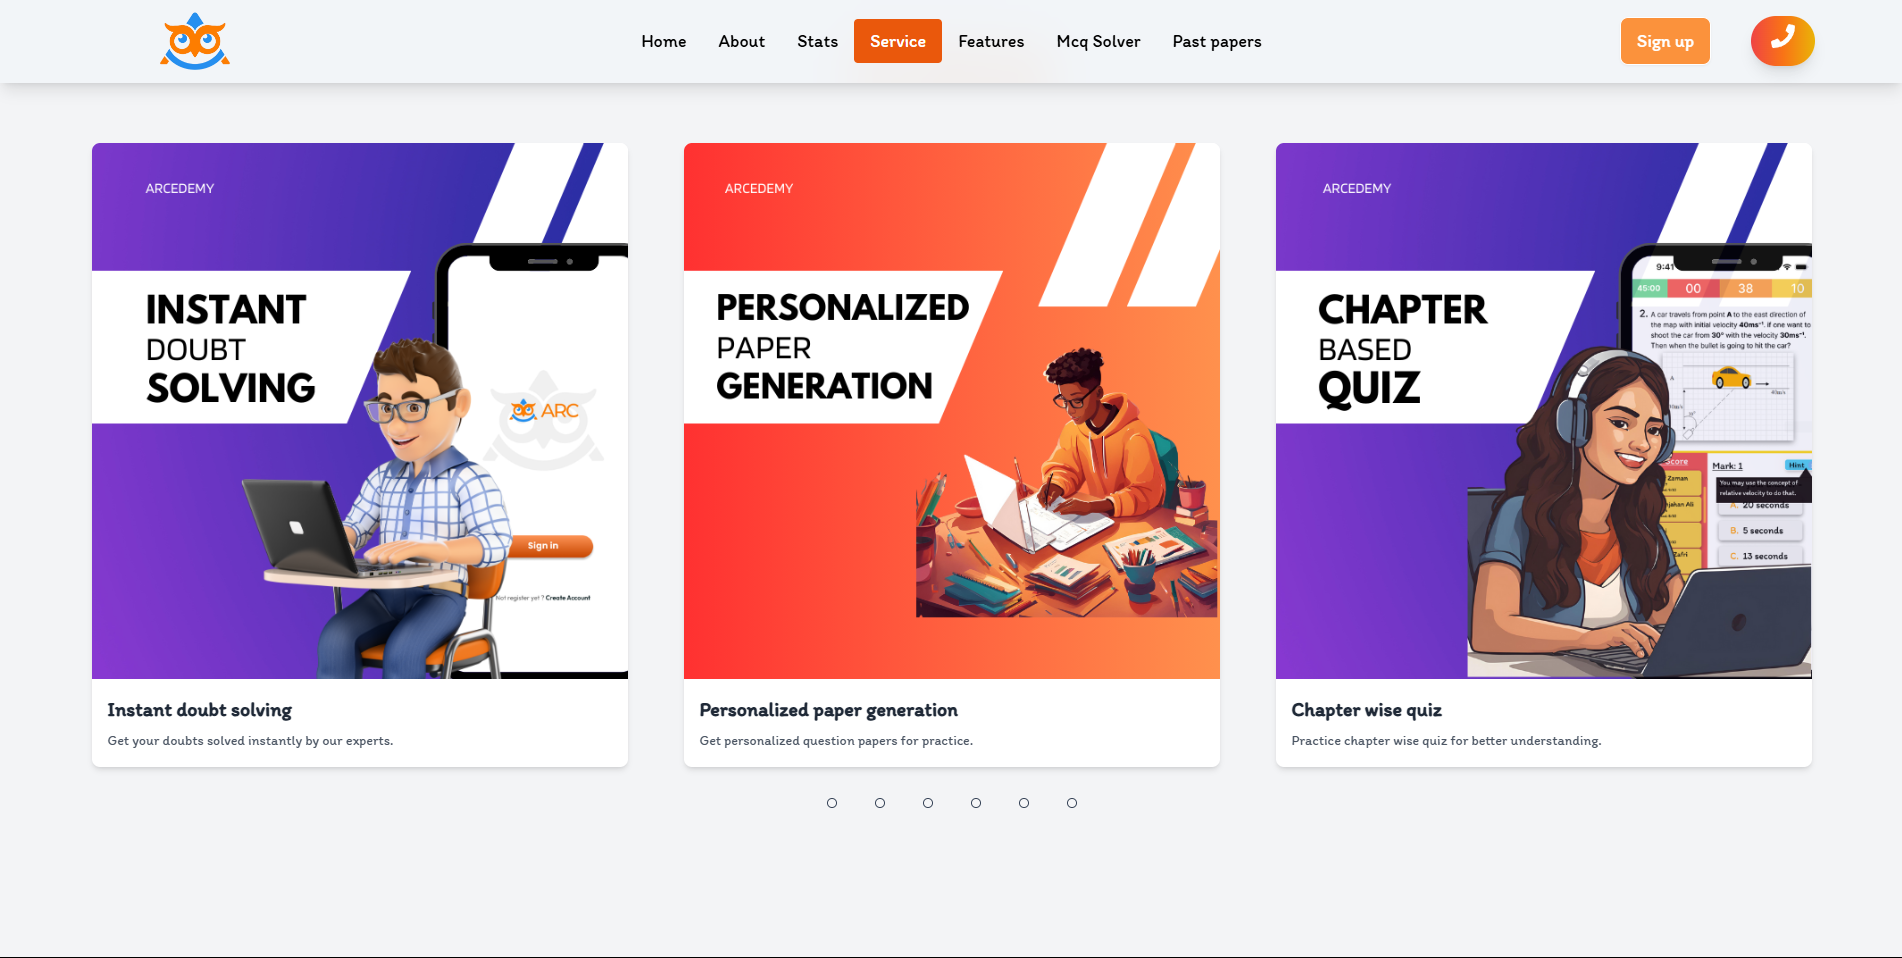 Home About Stats Service Features Mcq Solver Past papers Sign up
ARCEDEMY
INSTANT
DOUBT
SOLVING
ARC
Sign in
Not register yet ? Create Account
Instant doubt solving
Get your doubts solved instantly by our experts.
ARCEDEMY
PERSONALIZED
PAPER
GENERATION
Personalized paper generation
Get personalized question papers for practice.
ARCEDEMY
CHAPTER
BASED
QUIZ
9:41
45:00 00 38 10
2. A car travels from point A to the east direction of
the map with initial velocity 40ms⁻¹. if one want to
shoot the car from 30° with the velocity 30ms⁻¹.
Then when the bullet is going to hit the car?
Score
Mark: 1
Hint
Zaman
You may use the concept of
relative velocity to do that.
A. 20 seconds
B. 5 seconds
Zafri
C. 13 seconds
Chapter wise quiz
Practice chapter wise quiz for better understanding.